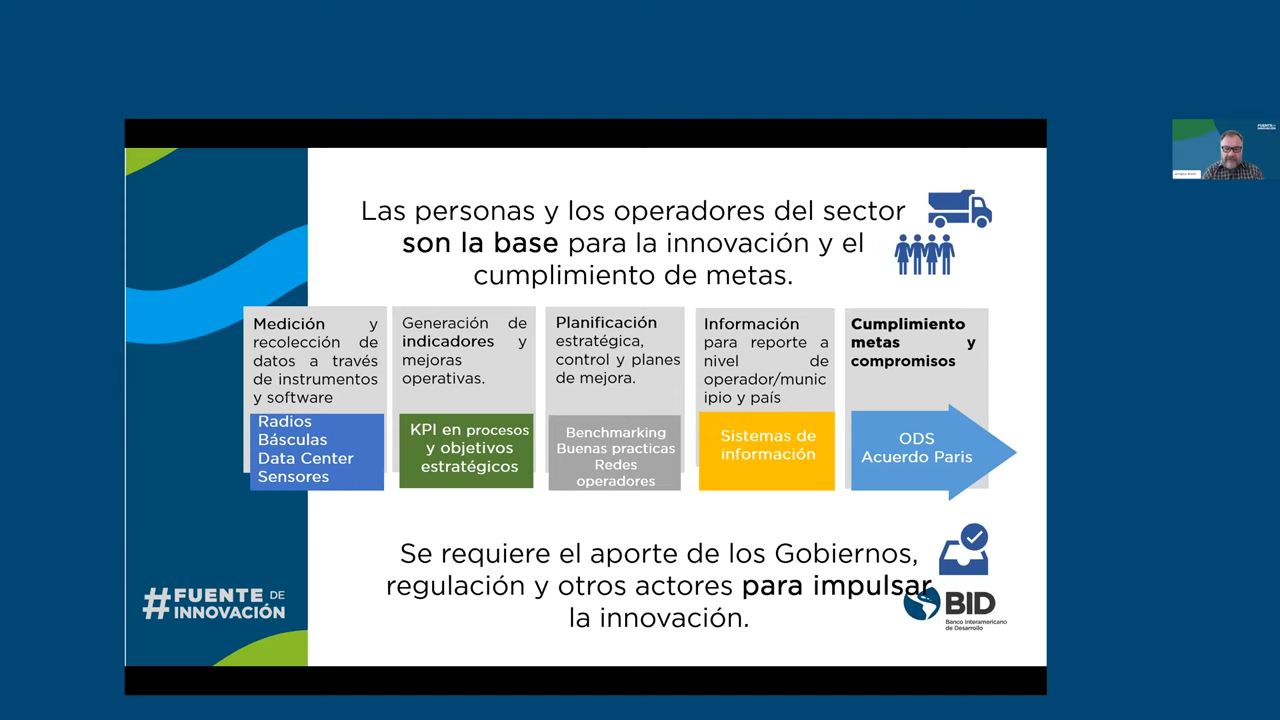 Las personas y los operadores del sector
son la base para la innovación y el
cumplimiento de metas.
Medición y
recolección de
datos a través
de instrumentos
y software
Radios
Básculas
Data Center
Sensores
Generación de
indicadores y
mejoras
operativas.
KPI en procesos
y objetivos
estratégicos
Planificación
estratégica,
control y planes
de mejora.
Benchmarking
Buenas practicas
Redes
operadores
Información
para reporte a
nivel de
operador/munic
ipio y país
Sistemas de
información
Cumplimiento
metas y
compromisos
ODS
Acuerdo Paris
Se requiere el aporte de los Gobiernos,
regulación y otros actores para impulsar
la innovación.
#FUENTE DE
INNOVACIÓN
BID
Banco Interamericano
de Desarrollo
FUENTE DE
INNOVACIÓN